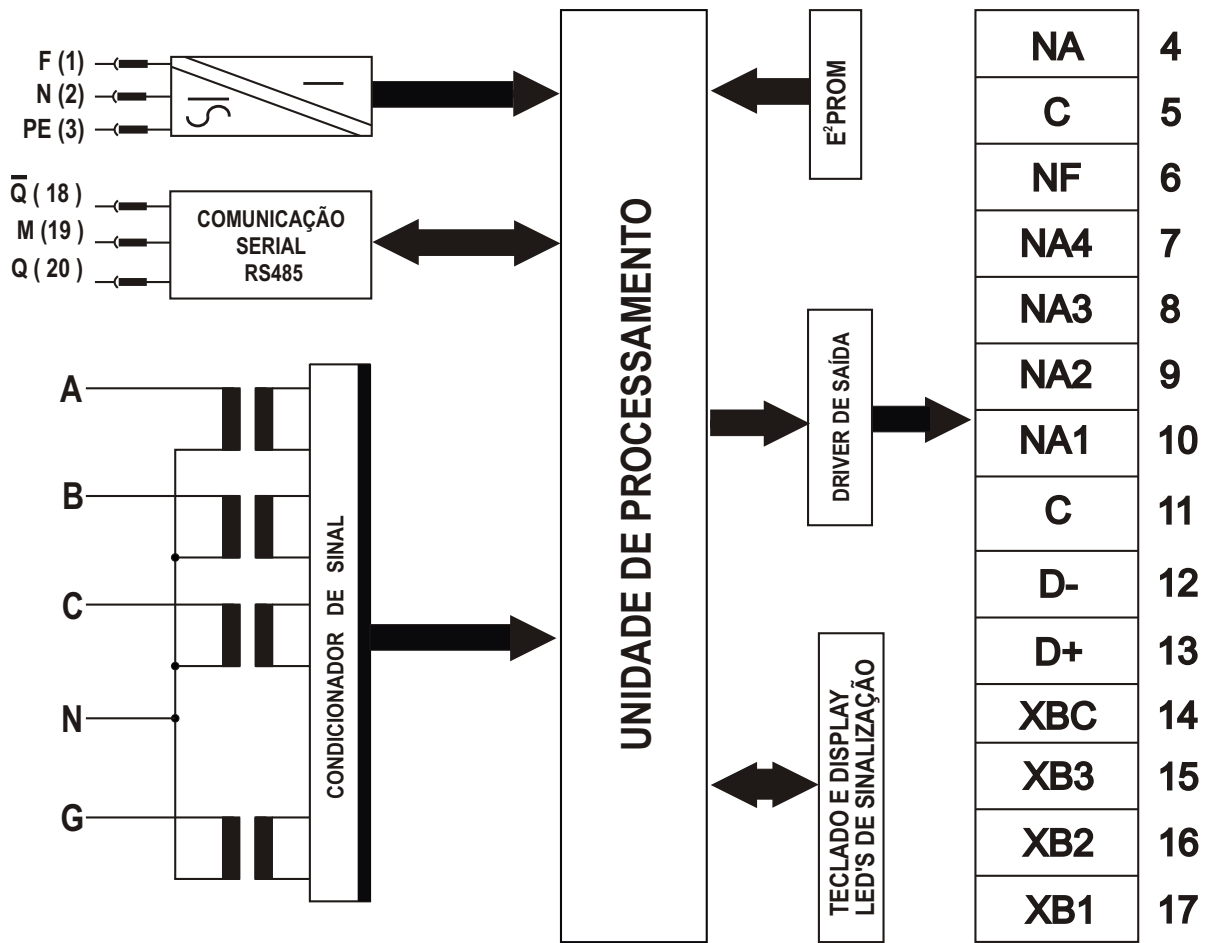 F (1)
N (2)
PE (3)
Q̅ ( 18 )
M (19 )
Q ( 20 )
COMUNICAÇÃO
SERIAL
RS485
A
B
C
N
G
CONDICIONADOR DE SINAL
UNIDADE DE PROCESSAMENTO
E²PROM
DRIVER DE SAÍDA
TECLADO E DISPLAY
LED'S DE SINALIZAÇÃO
NA 4
C 5
NF 6
NA4 7
NA3 8
NA2 9
NA1 10
C 11
D- 12
D+ 13
XBC 14
XB3 15
XB2 16
XB1 17